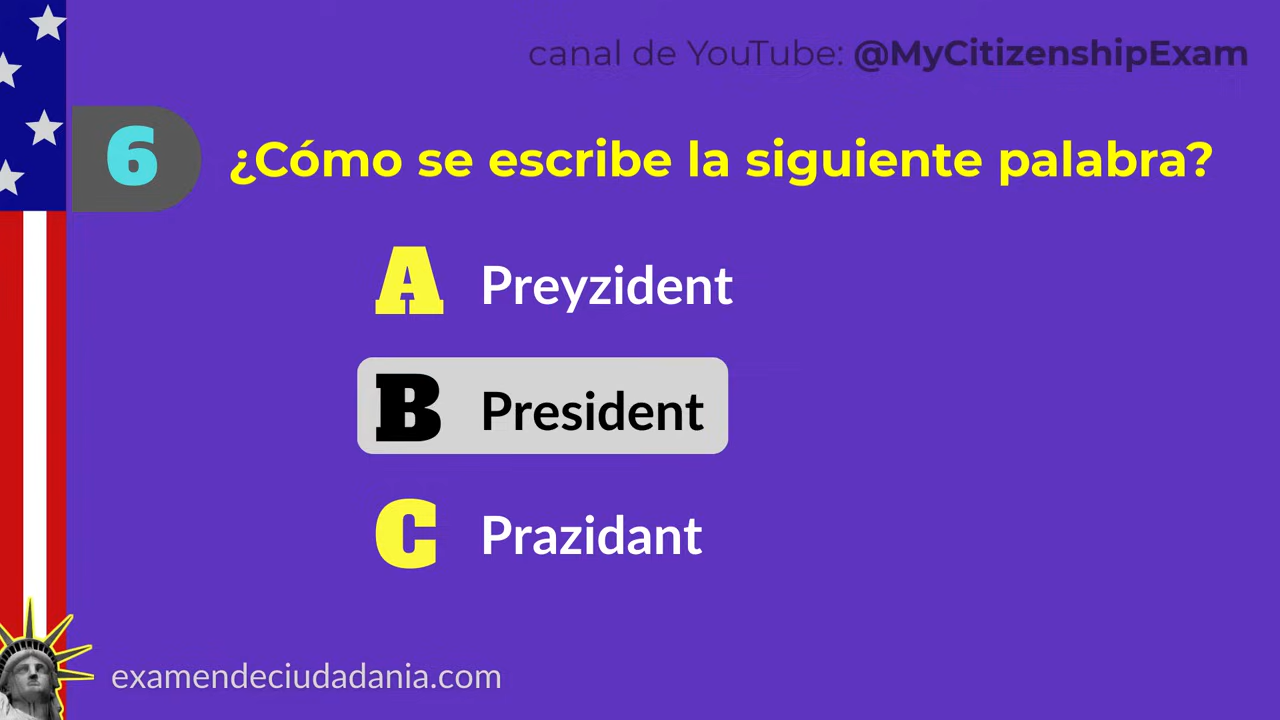 canal de YouTube: @MyCitizenshipExam
6 ¿Cómo se escribe la siguiente palabra?
A Preyzident
B President
C Prazidant
examendeciudadania.com